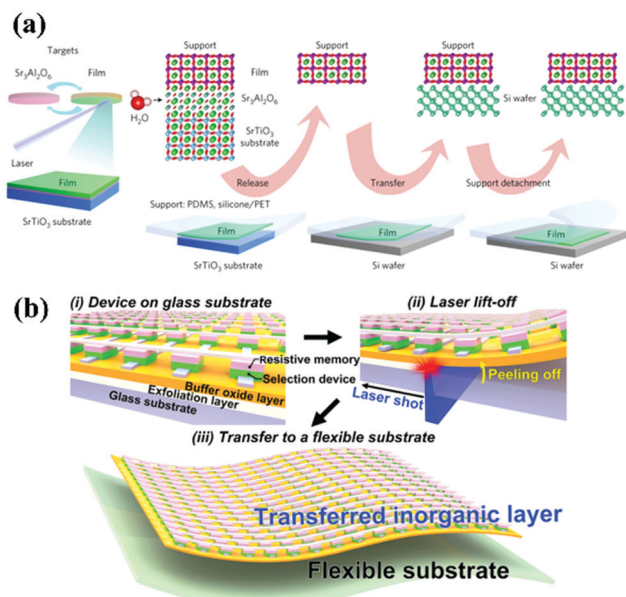 (a)
Targets
Sr3Al2O6
Film
H2O
Laser
Film
SrTiO3 substrate
Support
Film
Sr3Al2O6
SrTiO3
substrate
Support
Support
Si wafer
Support
Release
Transfer
Support detachment
Support: PDMS, silicone/PET
Film
SrTiO3 substrate
Film
Si wafer
Film
Si wafer
(b)
(i) Device on glass substrate
(ii) Laser lift-off
Resistive memory
Selection device
Buffer oxide layer
Exfoliation layer
Glass substrate
Laser shot
Peeling off
(iii) Transfer to a flexible substrate
Transferred inorganic layer
Flexible substrate